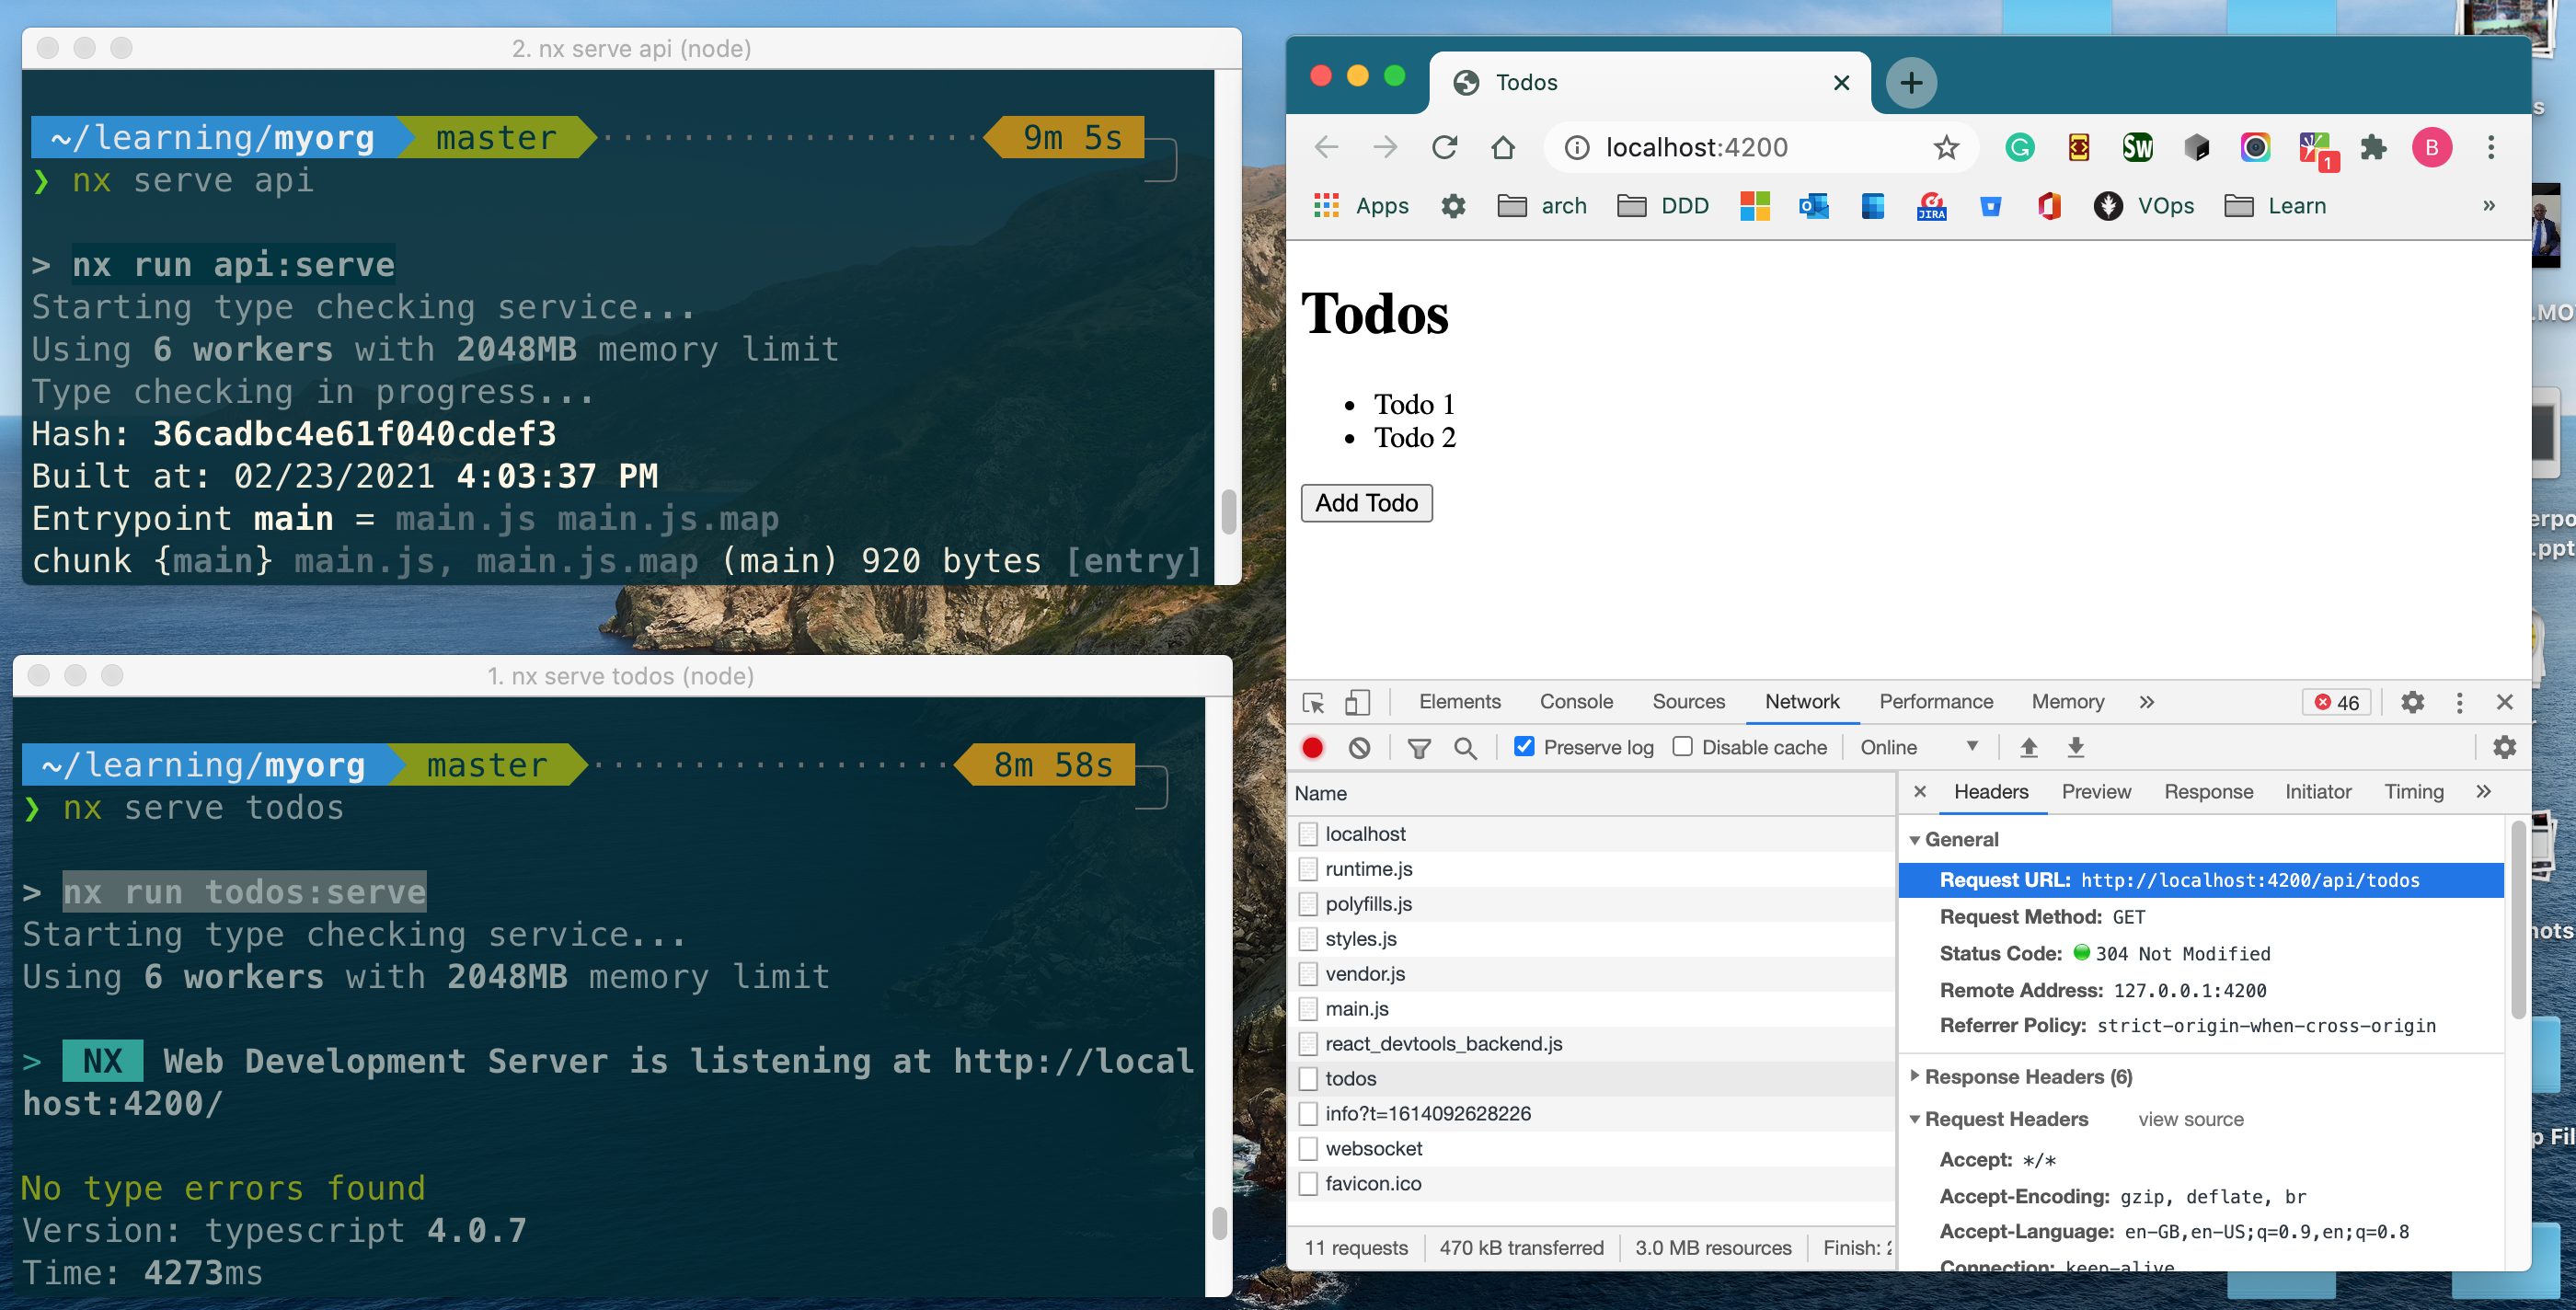 2. nx serve api (node)
~/learning/myorg master 9m 5s
❯ nx serve api
> nx run api:serve
Starting type checking service...
Using 6 workers with 2048MB memory limit
Type checking in progress...
Hash: 36cadbc4e61f040cdef3
Built at: 02/23/2021 4:03:37 PM
Entrypoint main = main.js main.js.map
chunk {main} main.js, main.js.map (main) 920 bytes [entry]
1. nx serve todos (node)
~/learning/myorg master 8m 58s
❯ nx serve todos
> nx run todos:serve
Starting type checking service...
Using 6 workers with 2048MB memory limit
> NX Web Development Server is listening at http://local
host:4200/
No type errors found
Version: typescript 4.0.7
Time: 4273ms
Todos
localhost:4200
SW
1
B
Apps arch DDD JIRA VOps Learn »
Todos
• Todo 1
• Todo 2
Add Todo
Elements Console Sources Network Performance Memory » 46
Preserve log Disable cache Online
Name
localhost
runtime.js
polyfills.js
styles.js
vendor.js
main.js
react_devtools_backend.js
todos
info?t=1614092628226
websocket
favicon.ico
11 requests 470 kB transferred 3.0 MB resources Finish:
Headers Preview Response Initiator Timing »
General
Request URL: http://localhost:4200/api/todos
Request Method: GET
Status Code: 304 Not Modified
Remote Address: 127.0.0.1:4200
Referrer Policy: strict-origin-when-cross-origin
Response Headers (6)
Request Headers view source
Accept: */*
Accept-Encoding: gzip, deflate, br
Accept-Language: en-GB,en-US;q=0.9,en;q=0.8
Connection: keep-alive
s
.MO
erpo
.ppt
nots
p Fil